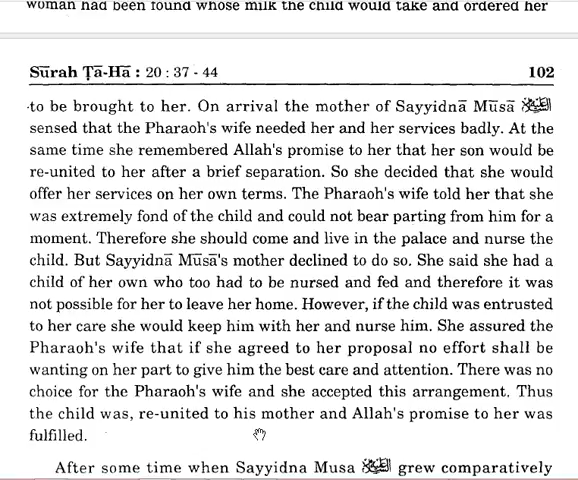 woman had been found whose milk the child would take and ordered her
Sūrah Ṭā-Hā : 20 : 37 - 44 102
to be brought to her. On arrival the mother of Sayyidnā Mūsā
sensed that the Pharaoh's wife needed her and her services badly. At the
same time she remembered Allah's promise to her that her son would be
re-united to her after a brief separation. So she decided that she would
offer her services on her own terms. The Pharaoh's wife told her that she
was extremely fond of the child and could not bear parting from him for a
moment. Therefore she should come and live in the palace and nurse the
child. But Sayyidnā Mūsā's mother declined to do so. She said she had a
child of her own who too had to be nursed and fed and therefore it was
not possible for her to leave her home. However, if the child was entrusted
to her care she would keep him with her and nurse him. She assured the
Pharaoh's wife that if she agreed to her proposal no effort shall be
wanting on her part to give him the best care and attention. There was no
choice for the Pharaoh's wife and she accepted this arrangement. Thus
the child was, re-united to his mother and Allah's promise to her was
fulfilled.
After some time when Sayyidna Musa grew comparatively